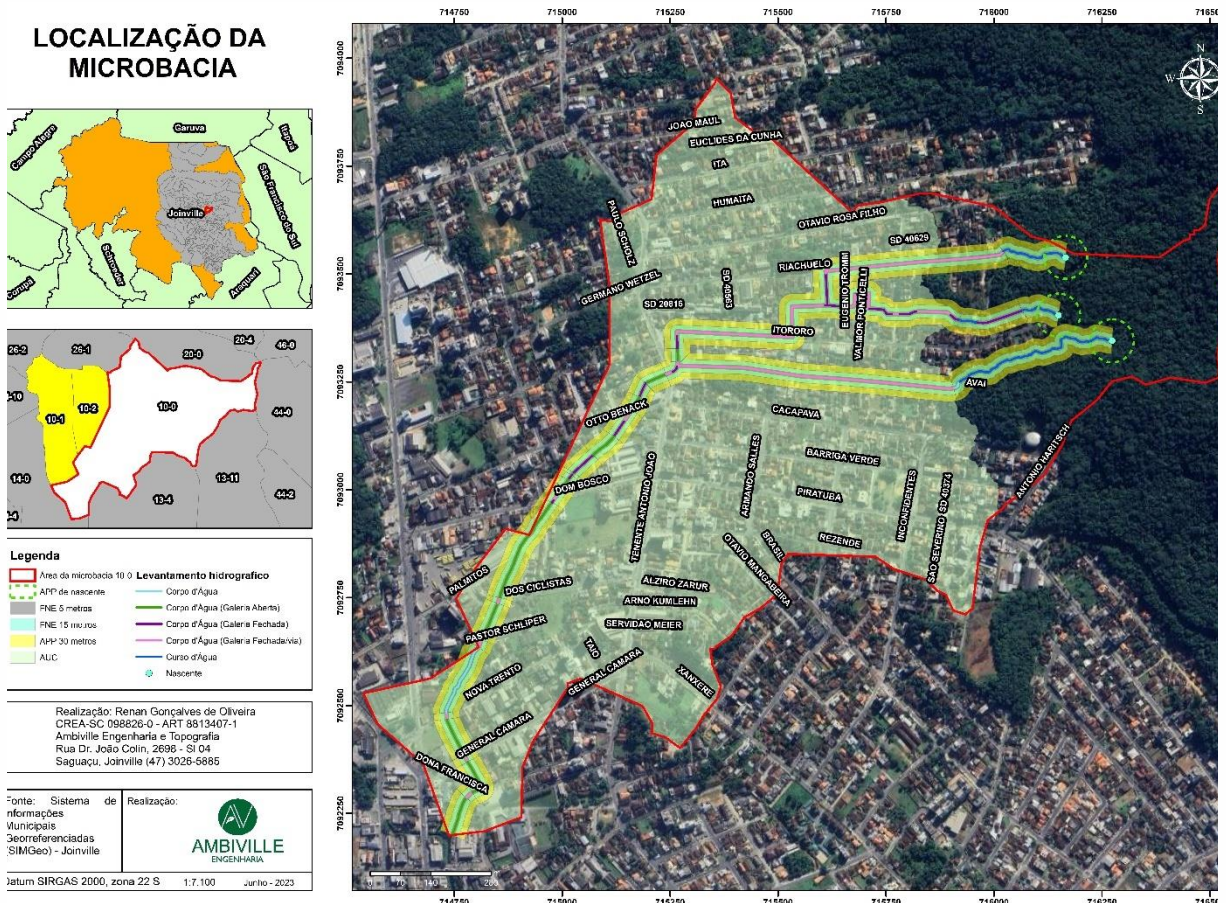 LOCALIZAÇÃO DA
MICROBACIA
Garuva
Itapoá
Campo Alegre
São Francisco do Sul
Joinville
Schroeder
Araquari
26-2
26-1
20-0
20-4
46-0
10-1
10-2
10-0
44-0
14-0
13-4
13-11
44-2
Legenda
Área da microbacia 10 0
APP de nascente
FNE 5 metros
FNE 15 metros
APP 30 metros
AUC
Levantamento hidrografico
Corpo d'Água
Corpo d'Água (Galeria Aberta)
Corpo d'Água (Galeria Fechada)
Corpo d'Água (Galeria Fechada/via)
Curso d'Água
Nascente
Realização: Renan Gonçalves de Oliveira
CREA-SC 098826-0 - ART 8813407-1
Ambiville Engenharia e Topografia
Rua Dr. João Colin, 2698 - Sl 04
Saguaçu, Joinville (47) 3026-5885
Fonte: Sistema de
Informações
Municipais
Georreferenciadas
(SIMGeo) - Joinville
Realização:
AMBIVILLE
ENGENHARIA
Datum SIRGAS 2000, zona 22 S
1:7.100
Junho - 2023
714750
715000
715250
715500
715750
716000
716250
7094000
7093750
7093500
7093250
7093000
7092750
7092500
7092250
N
W
S
JOAO MAUL
EUCLIDES DA CUNHA
ITA
HUMAITA
PAULO SCHOLZ
OTAVIO ROSA FILHO
SD 40629
RIACHUELO
GERMANO WETZEL
SD 20816
SD 40563
EUGENIO TROMM
VALMOR PONTICELLI
ITORORO
AVAI
OTTO BENACK
CACAPAVA
BARRIGA VERDE
ANTONIO HARITSCH
DOM BOSCO
TENENTE ANTONIO JOAO
ARMANDO SALLES
PIRATUBA
INCONFIDENTES
SAO SEVERINO
SD 40374
REZENDE
BRASIL
OTAVIO MANGABEIRA
PALMITOS
DOS CICLISTAS
ALZIRO ZARUR
ARNO KUMLEHN
PASTOR SCHLIPER
SERVIDAO MEIER
TAIO
NOVA TRENTO
GENERAL CAMARA
XANXERE
GENERAL CAMARA
DONA FRANCISCA
0
70
140
280
714750
715000
715250
715500
715750
716000
716250